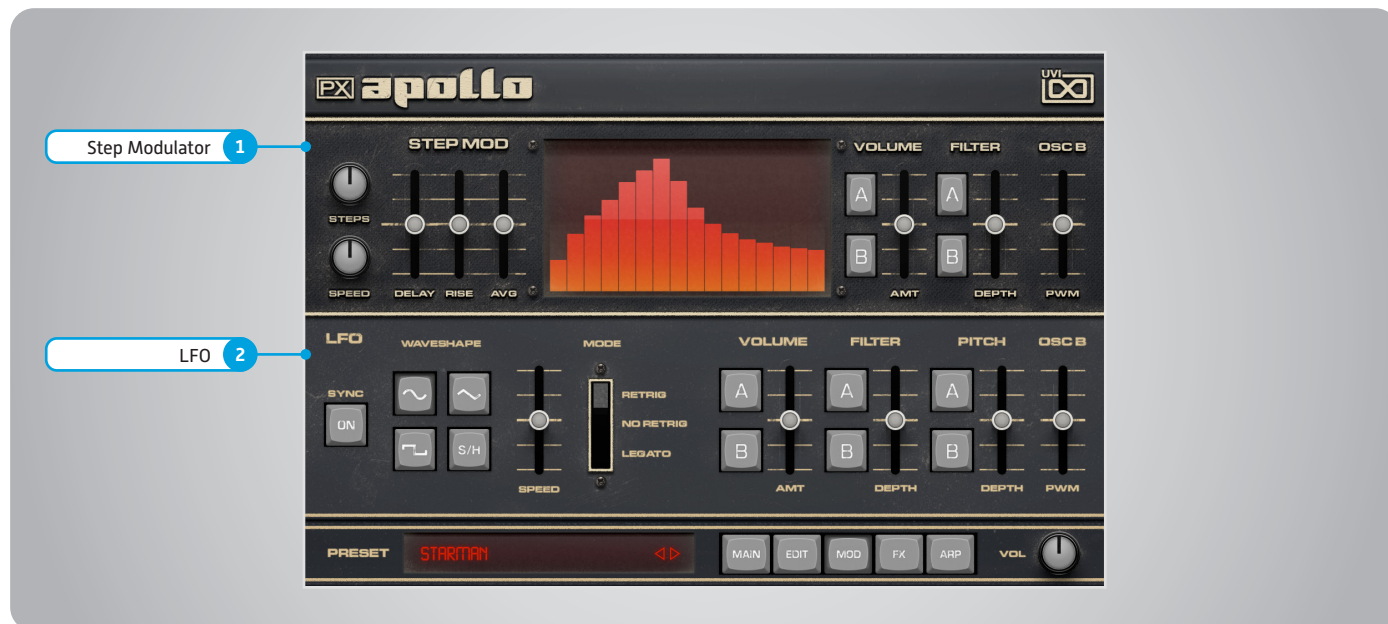 PX apollo
UVI
Step Modulator 1
STEP MOD
VOLUME FILTER OSC B
A A
STEPS
B B
SPEED DELAY RISE AVG AMT DEPTH PWM
LFO 2
LFO WAVESHAPE MODE VOLUME FILTER PITCH OSC B
SYNC
A A A
RETRIG
ON
NO RETRIG
S/H
B B B
LEGATO
SPEED AMT DEPTH DEPTH PWM
PRESET STARMAN MAIN EDIT MOD FX ARP VOL